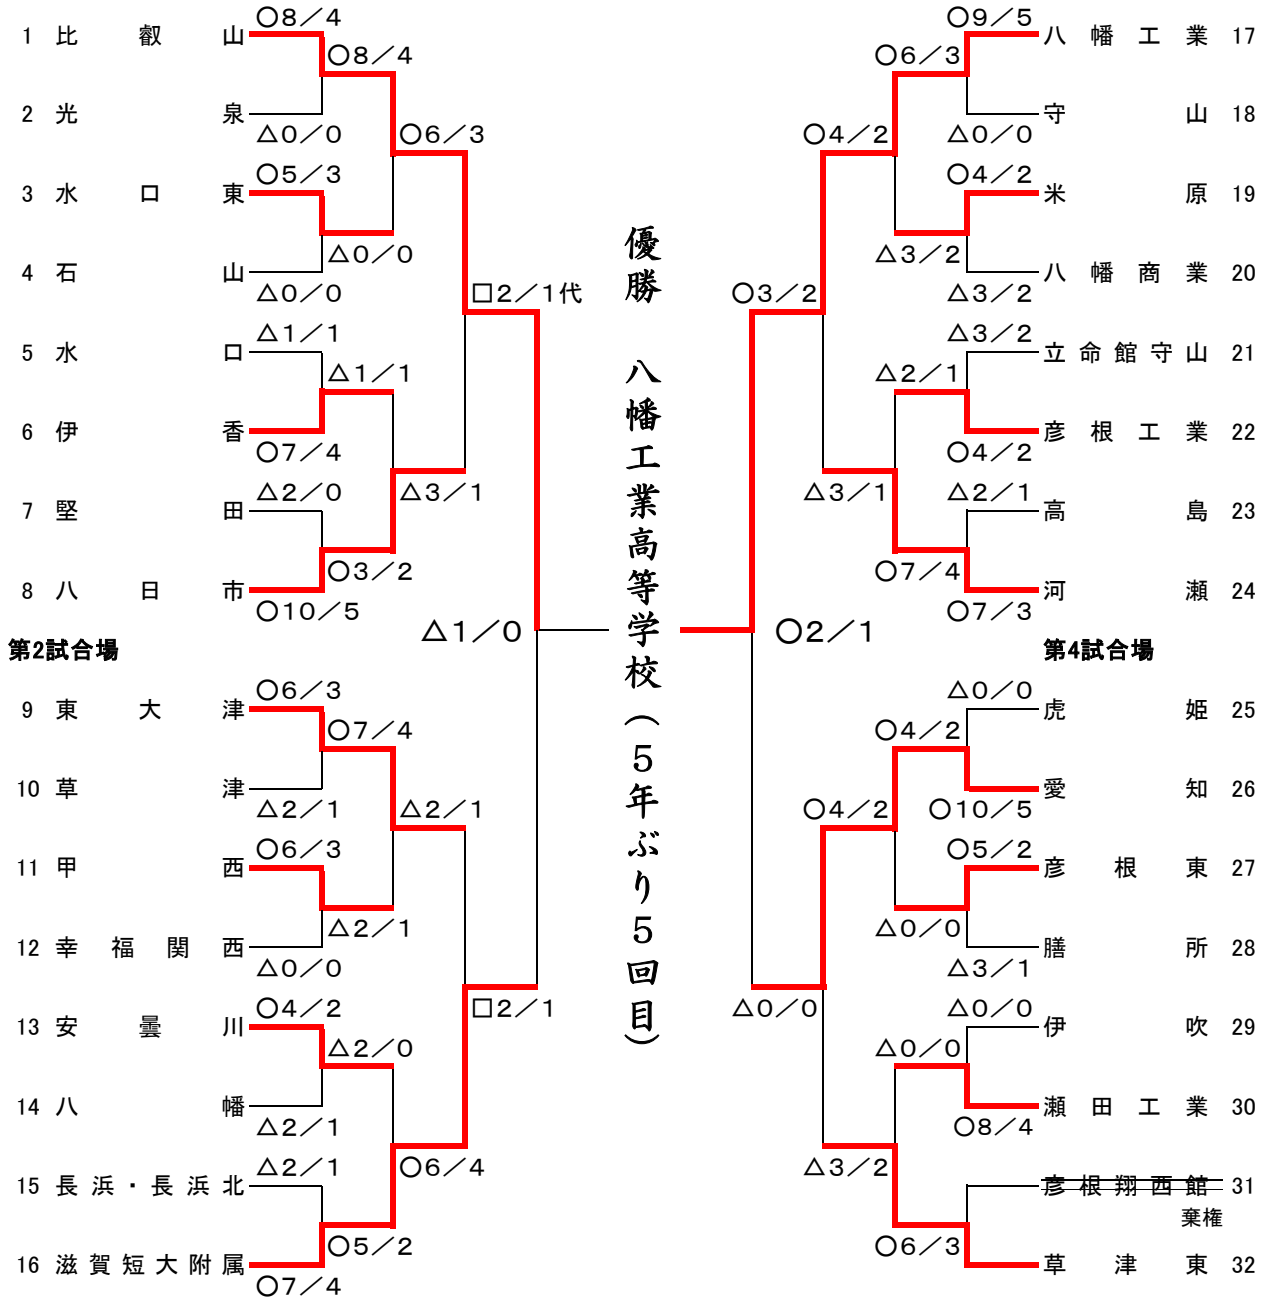 ○8／4
1 比叡山
○8／4
2 光泉
△0／0
○6／3
○5／3
3 水口東
△0／0
4 石山
△0／0
□2／1代
△1／1
5 水口
△1／1
6 伊香
○7／4
△2／0
△3／1
7 堅田
○3／2
8 八日市
○10／5
△1／0
第2試合場
○6／3
9 東大津
○7／4
10 草津
△2／1
△2／1
○6／3
11 甲西
△2／1
12 幸福関西
△0／0
○4／2
□2／1
13 安曇川
△2／0
14 八幡
△2／1
△2／1
○6／4
15 長浜・長浜北
○5／2
16 滋賀短大附属
○7／4
優勝　八幡工業高等学校（５年ぶり５回目）
○9／5
八幡工業 17
○6／3
守山 18
△0／0
○4／2
○4／2
米原 19
△3／2
八幡商業 20
△3／2
○3／2
△3／2
立命館守山 21
△2／1
彦根工業 22
○4／2
△2／1
△3／1
高島 23
○7／4
河瀬 24
○7／3
○2／1
第4試合場
△0／0
虎姫 25
○4／2
愛知 26
○10／5
○4／2
○5／2
彦根東 27
△0／0
膳所 28
△3／1
△0／0
△0／0
伊吹 29
△0／0
瀬田工業 30
○8／4
△3／2
彦根翔西館 31
棄権
○6／3
草津東 32